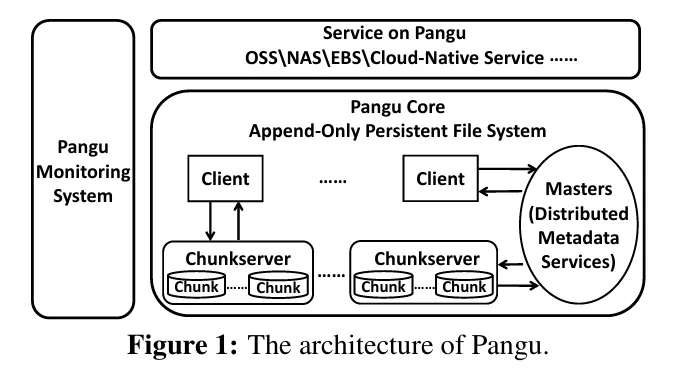 Pangu
Monitoring
System
Service on Pangu
OSS\NAS\EBS\Cloud-Native Service ......
Pangu Core
Append-Only Persistent File System
Client
......
Client
Masters
(Distributed
Metadata
Services)
Chunkserver
Chunk ...... Chunk
......
Chunkserver
Chunk ...... Chunk
Figure 1: The architecture of Pangu.